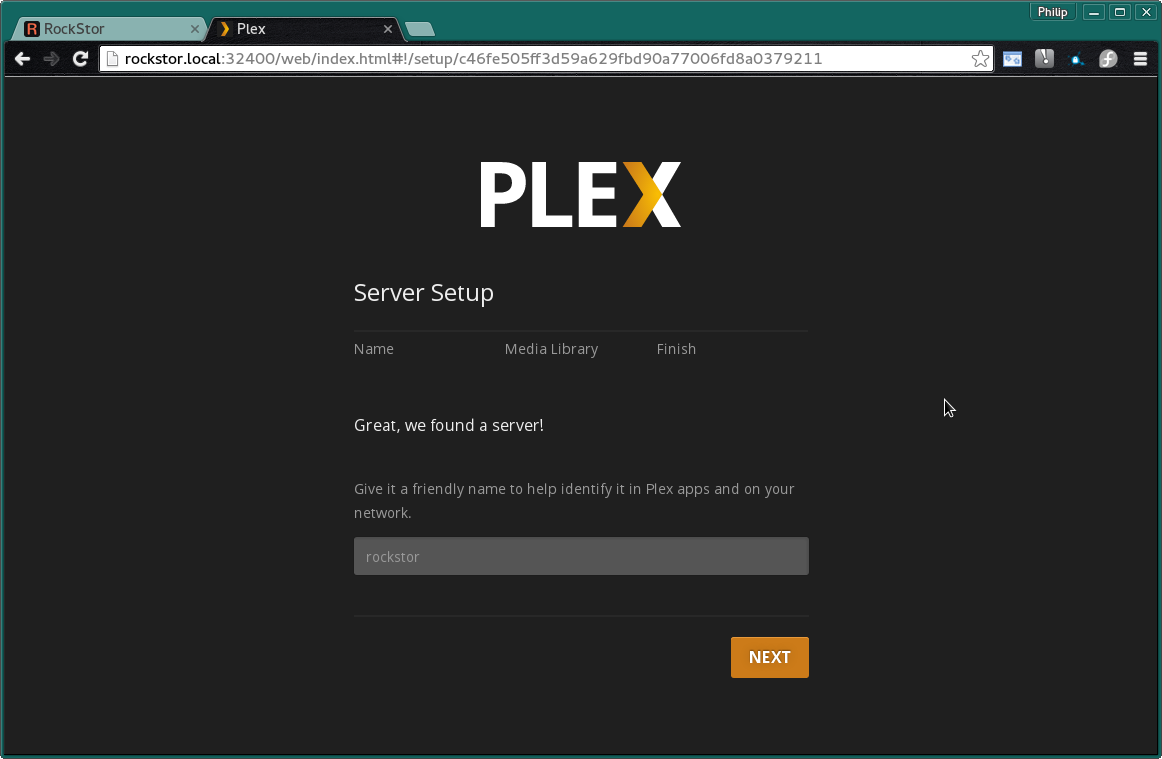 Philip
RockStor
Plex
rockstor.local:32400/web/index.html#!/setup/c46fe505ff3d59a629fbd90a77006fd8a0379211
PLEX
Server Setup
Name Media Library Finish
Great, we found a server!
Give it a friendly name to help identify it in Plex apps and on your
network.
rockstor
NEXT